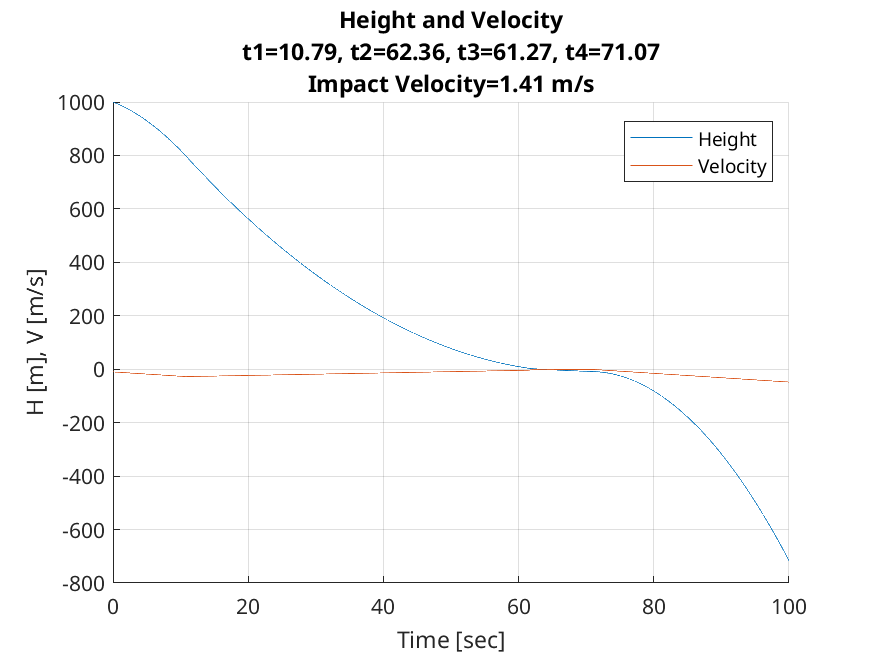 Height and Velocity
t1=10.79, t2=62.36, t3=61.27, t4=71.07
Impact Velocity=1.41 m/s
1000
800
600
400
200
0
-200
-400
-600
-800
H [m], V [m/s]
Height
Velocity
0
20
40
60
80
100
Time [sec]